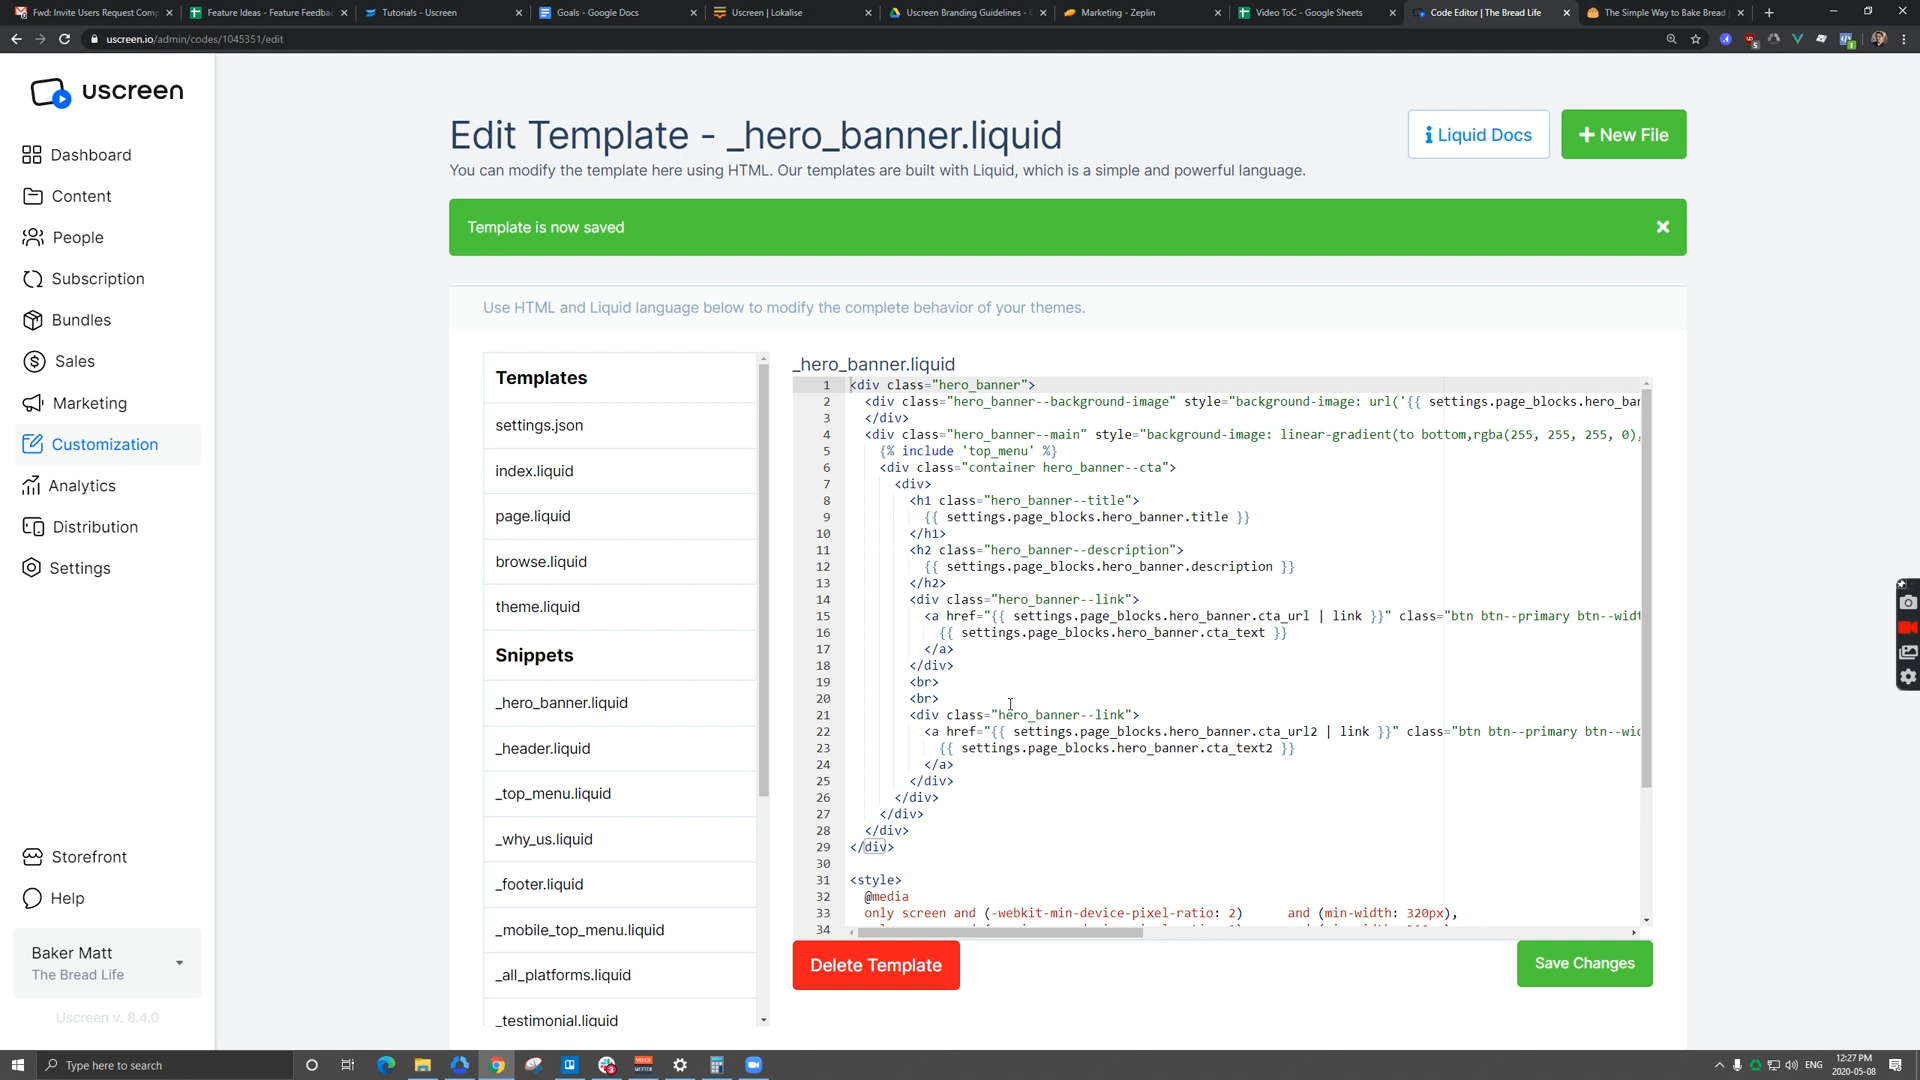 Fwd: Invite Users Request Comp
Feature Ideas - Feature Feedba
Tutorials - Uscreen
Goals - Google Docs
Uscreen | Lokalise
Uscreen Branding Guidelines -
Marketing - Zeplin
Video ToC - Google Sheets
Code Editor | The Bread Life
The Simple Way to Bake Bread
uscreen.io/admin/codes/1045351/edit
uscreen
Dashboard
Content
People
Subscription
Bundles
Sales
Marketing
Customization
Analytics
Distribution
Settings
Storefront
Help
Baker Matt
The Bread Life
Uscreen v. 8.4.0
Edit Template - _hero_banner.liquid
You can modify the template here using HTML. Our templates are built with Liquid, which is a simple and powerful language.
Liquid Docs
New File
Template is now saved
Use HTML and Liquid language below to modify the complete behavior of your themes.
Templates
settings.json
index.liquid
page.liquid
browse.liquid
theme.liquid
Snippets
_hero_banner.liquid
_header.liquid
_top_menu.liquid
_why_us.liquid
_footer.liquid
_mobile_top_menu.liquid
_all_platforms.liquid
_testimonial.liquid
_hero_banner.liquid
1 <div class="hero_banner">
2 <div class="hero_banner--background-image" style="background-image: url('{{ settings.page_blocks.hero_ban
3 </div>
4 <div class="hero_banner--main" style="background-image: linear-gradient(to bottom,rgba(255, 255, 255, 0),
5 {% include 'top_menu' %}
6 <div class="container hero_banner--cta">
7 <div>
8 <h1 class="hero_banner--title">
9 {{ settings.page_blocks.hero_banner.title }}
10 </h1>
11 <h2 class="hero_banner--description">
12 {{ settings.page_blocks.hero_banner.description }}
13 </h2>
14 <div class="hero_banner--link">
15 <a href="{{ settings.page_blocks.hero_banner.cta_url | link }}" class="btn btn--primary btn--widt
16 {{ settings.page_blocks.hero_banner.cta_text }}
17 </a>
18 </div>
19 <br>
20 <br>
21 <div class="hero_banner--link">
22 <a href="{{ settings.page_blocks.hero_banner.cta_url2 | link }}" class="btn btn--primary btn--wid
23 {{ settings.page_blocks.hero_banner.cta_text2 }}
24 </a>
25 </div>
26 </div>
27 </div>
28 </div>
29 </div>
30
31 <style>
32 @media
33 only screen and (-webkit-min-device-pixel-ratio: 2) and (min-width: 320px),
34
Delete Template
Save Changes
Type here to search
ENG
12:27 PM
2020-05-08